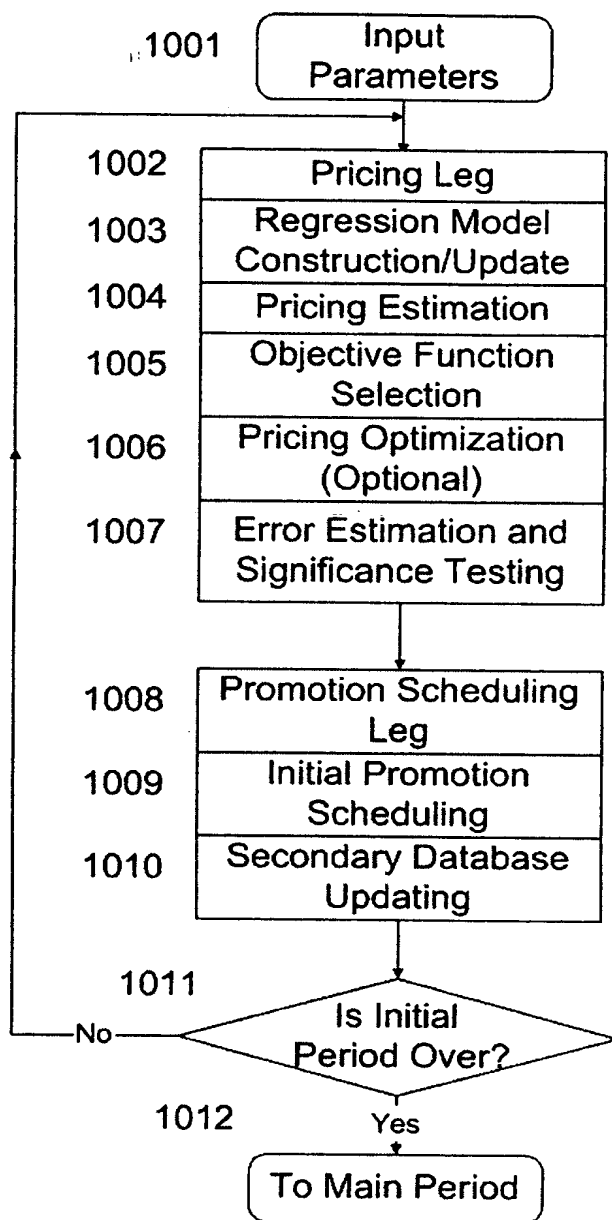 1001
Input
Parameters
1002
Pricing Leg
1003
Regression Model
Construction/Update
1004
Pricing Estimation
1005
Objective Function
Selection
1006
Pricing Optimization
(Optional)
1007
Error Estimation and
Significance Testing
1008
Promotion Scheduling
Leg
1009
Initial Promotion
Scheduling
1010
Secondary Database
Updating
1011
Is Initial
Period Over?
No
1012
Yes
To Main Period